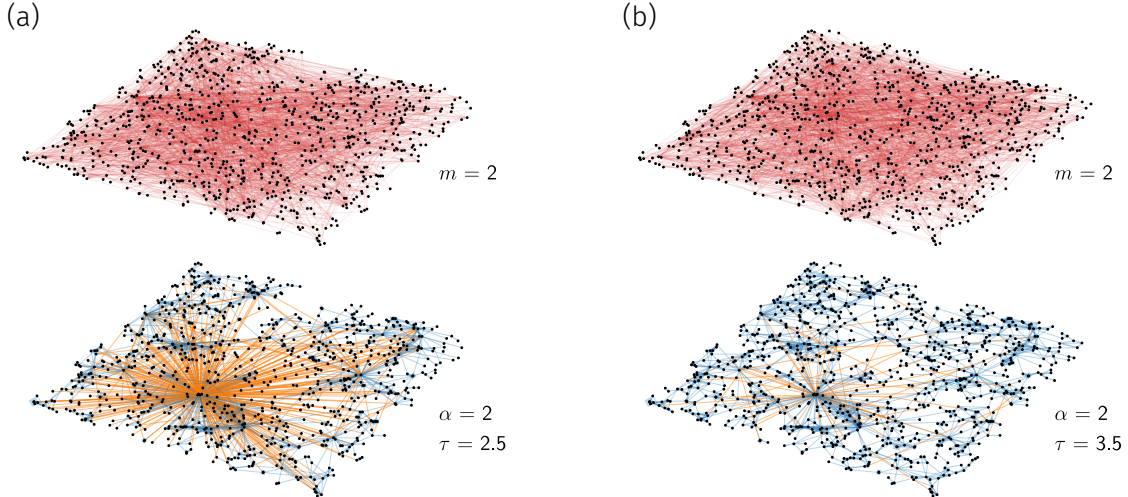 (a)
(b)
m = 2
m = 2
α = 2
τ = 2.5
α = 2
τ = 3.5